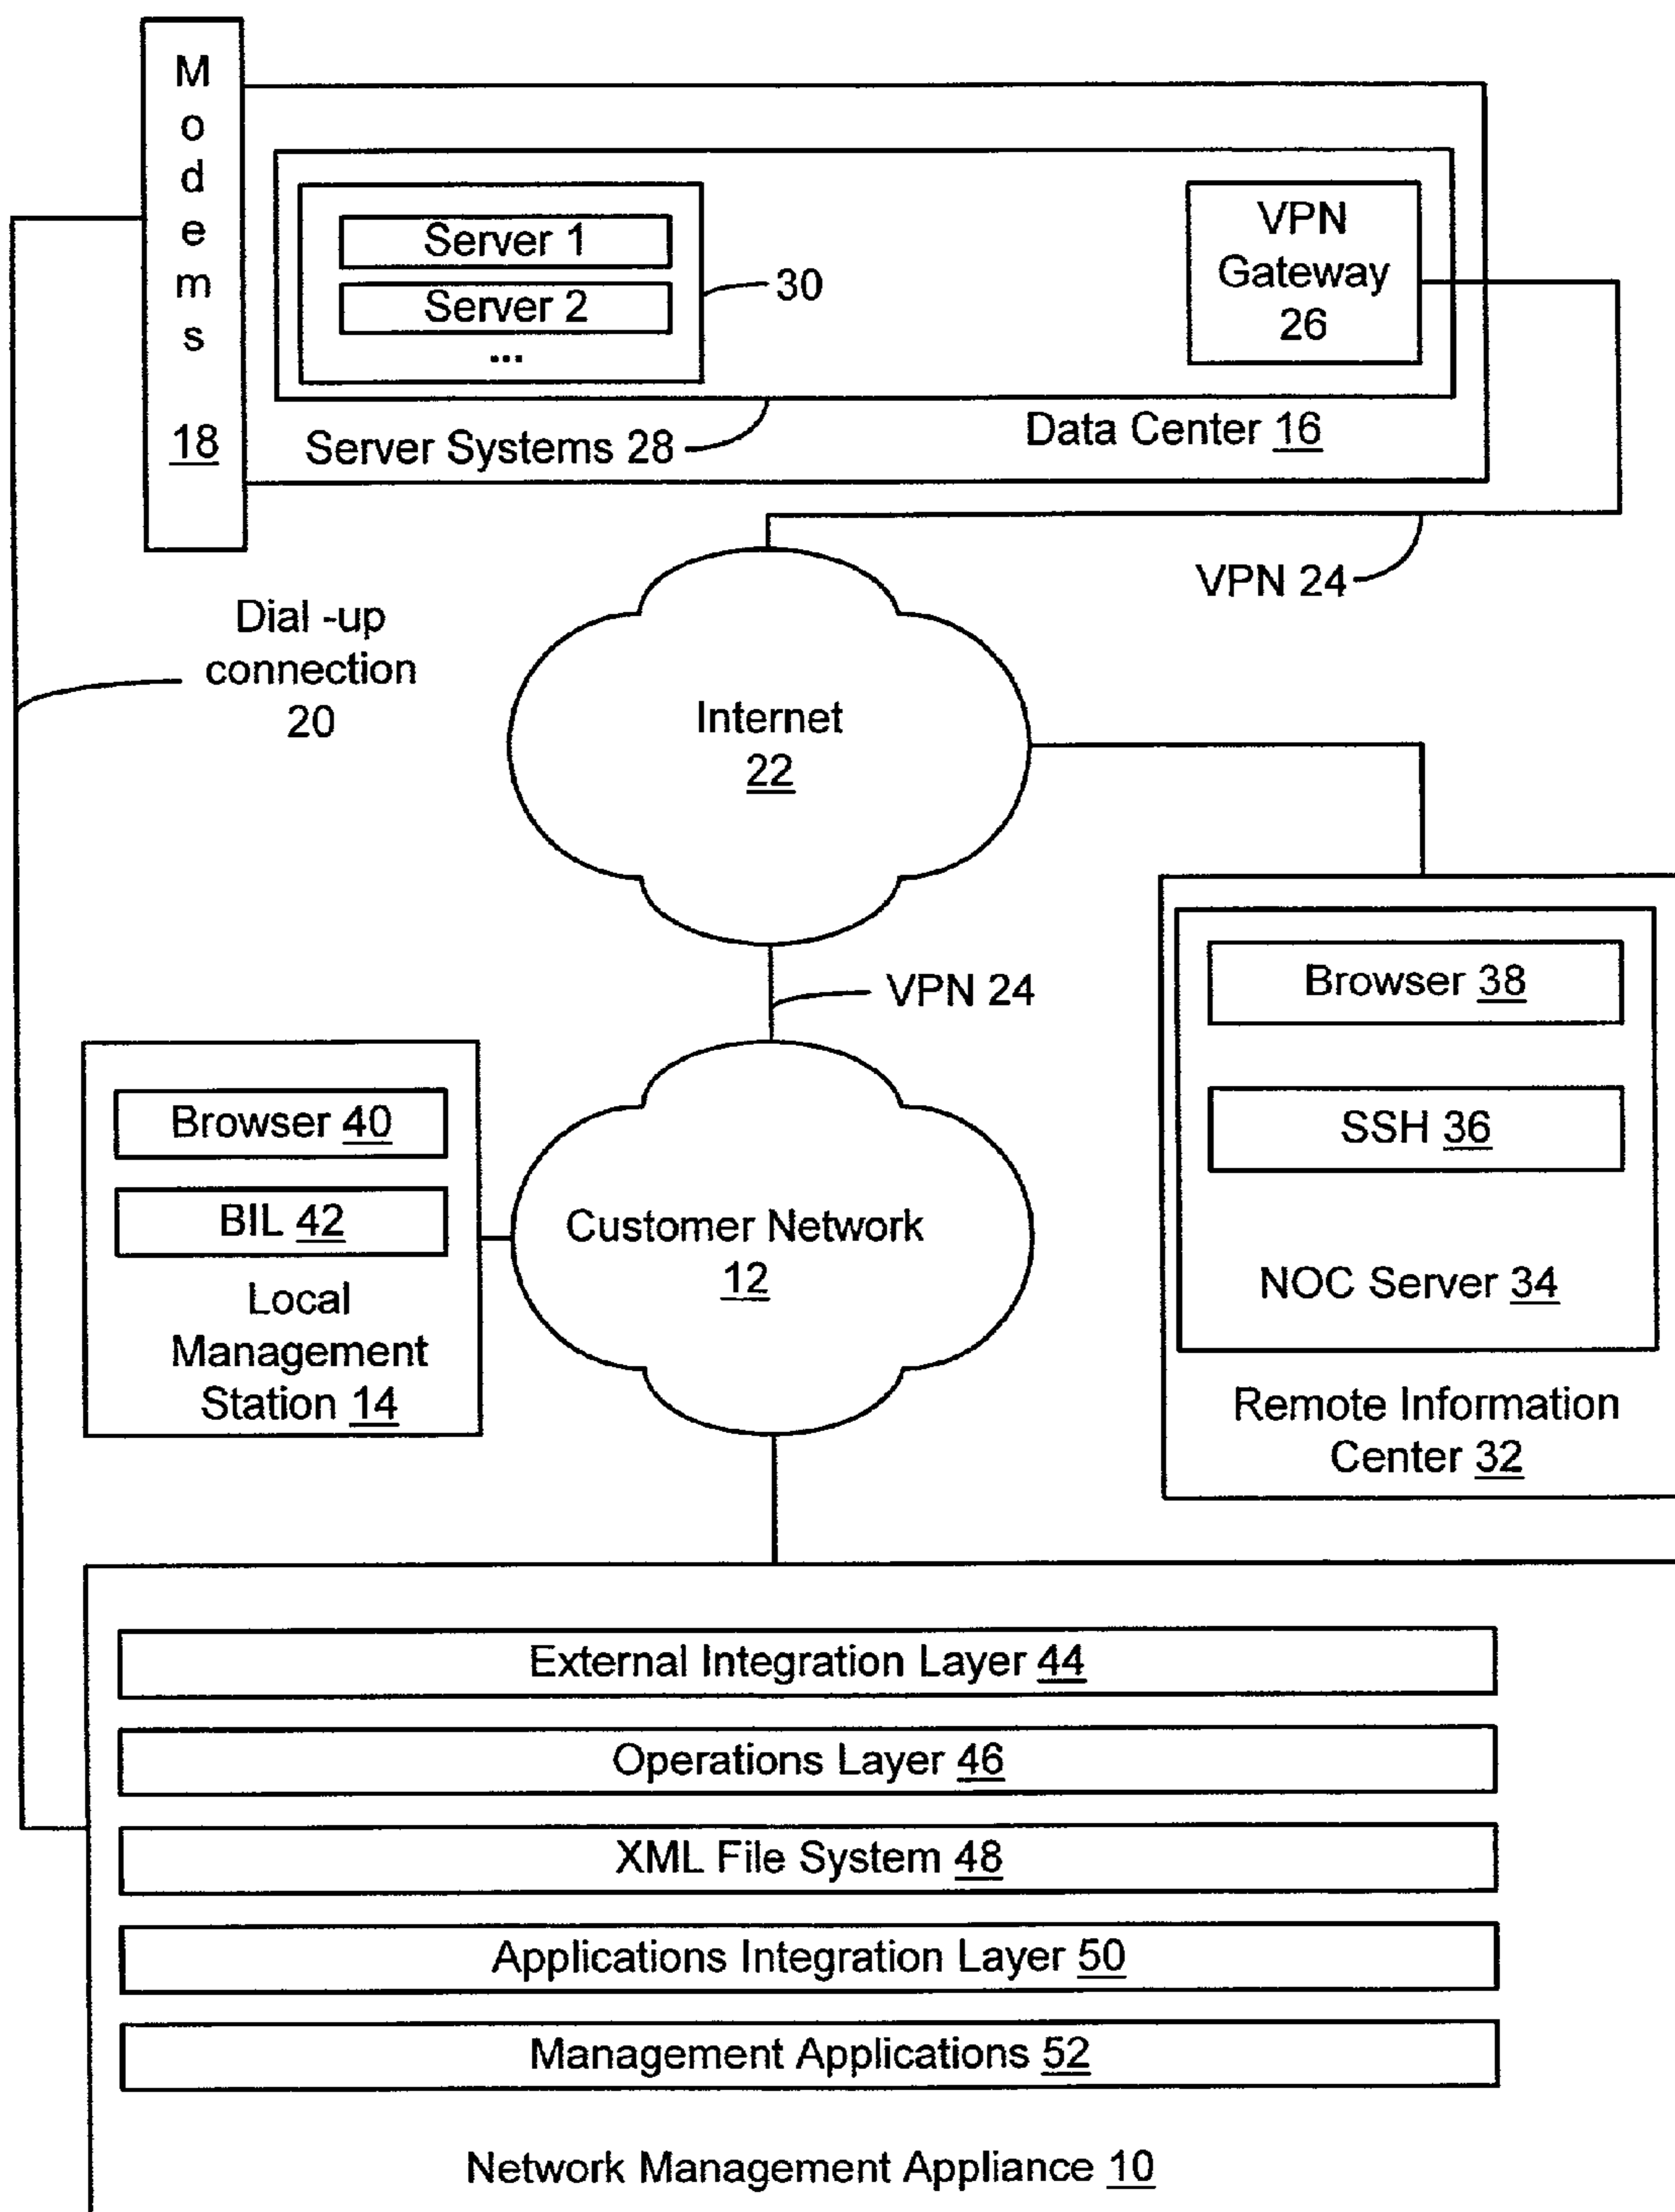 Modems
18
Server 1
Server 2
...
30
VPN
Gateway
26
Server Systems 28
Data Center 16
VPN 24
Dial -up
connection
20
Internet
22
VPN 24
Browser 38
SSH 36
NOC Server 34
Remote Information
Center 32
Browser 40
BIL 42
Local
Management
Station 14
Customer Network
12
External Integration Layer 44
Operations Layer 46
XML File System 48
Applications Integration Layer 50
Management Applications 52
Network Management Appliance 10